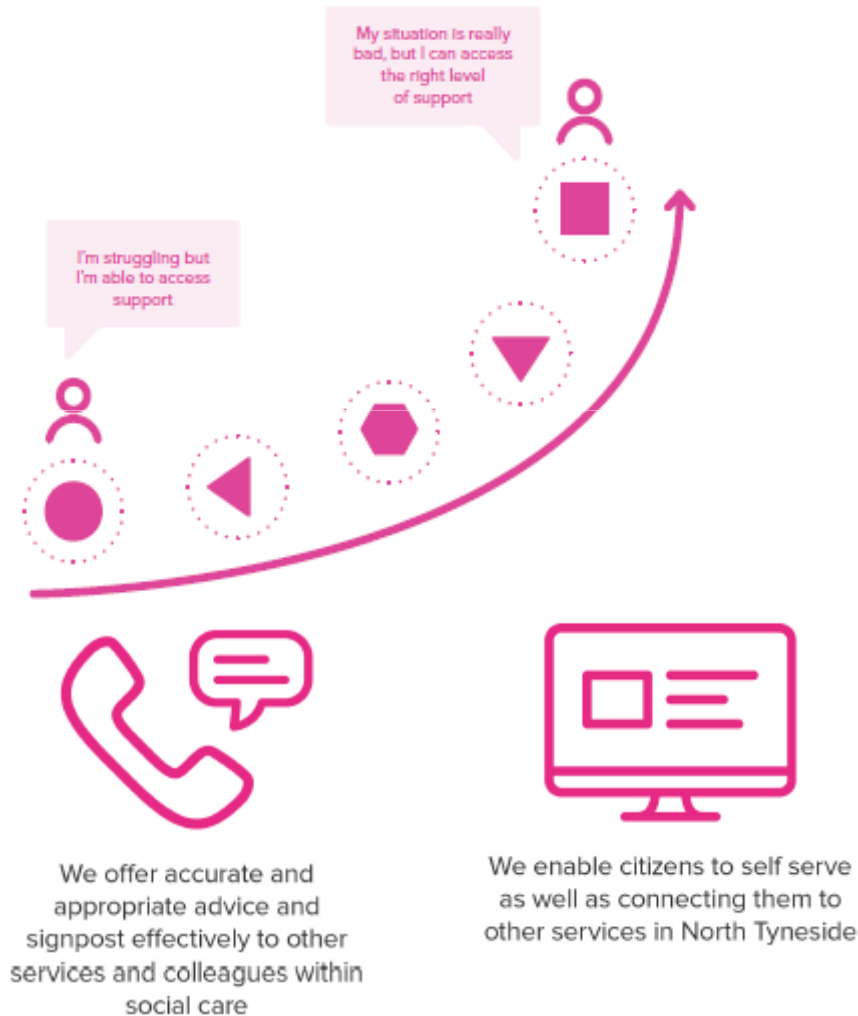 My situation is really
bad, but I can access
the right level
of support
I'm struggling but
I'm able to access
support
We offer accurate and
appropriate advice and
signpost effectively to other
services and colleagues within
social care
We enable citizens to self serve
as well as connecting them to
other services in North Tyneside